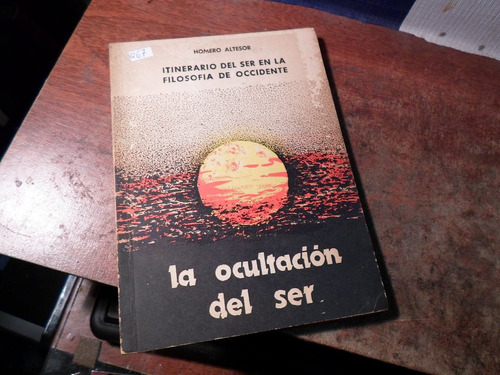 HOMERO ALTESOR
ITINERARIO DEL SER EN LA
FILOSOFIA DE OCCIDENTE
la ocultación
del ser